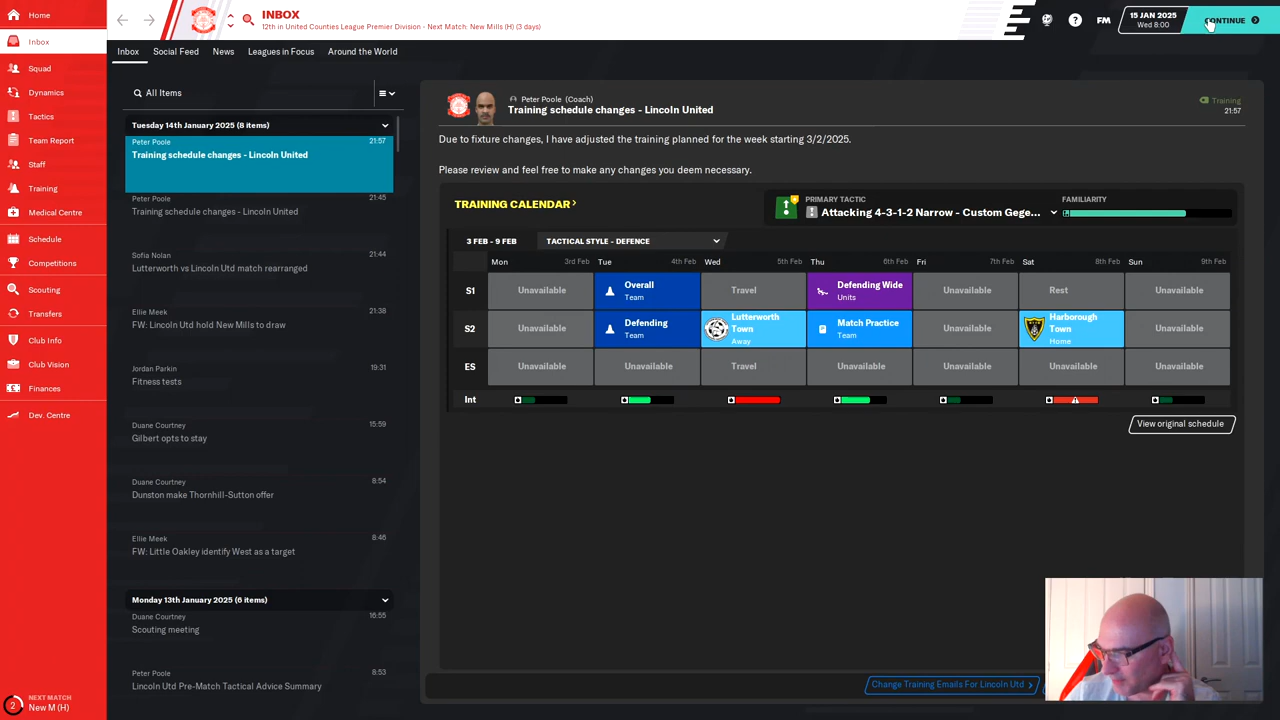 Home
Inbox
Squad
Dynamics
Tactics
Team Report
Staff
Training
Medical Centre
Schedule
Competitions
Scouting
Transfers
Club Info
Club Vision
Finances
Dev. Centre
2
NEXT MATCH
New M (H)
INBOX
12th in United Counties League Premier Division - Next Match: New Mills (H) (3 days)
?
FM
15 JAN 2025
Wed 8:00
CONTINUE
Inbox
Social Feed
News
Leagues in Focus
Around the World
All Items
Tuesday 14th January 2025 (8 items)
Peter Poole 21:57
Training schedule changes - Lincoln United
Peter Poole 21:45
Training schedule changes - Lincoln United
Sofia Nolan 21:44
Lutterworth vs Lincoln Utd match rearranged
Ellie Meek 21:38
FW: Lincoln Utd hold New Mills to draw
Jordan Parkin 19:31
Fitness tests
Duane Courtney 15:59
Gilbert opts to stay
Duane Courtney 8:54
Dunston make Thornhill-Sutton offer
Ellie Meek 8:46
FW: Little Oakley identify West as a target
Monday 13th January 2025 (6 items)
Duane Courtney 16:55
Scouting meeting
Peter Poole 8:53
Lincoln Utd Pre-Match Tactical Advice Summary
Peter Poole (Coach)
Training schedule changes - Lincoln United
Training
21:57
Due to fixture changes, I have adjusted the training planned for the week starting 3/2/2025.
Please review and feel free to make any changes you deem necessary.
TRAINING CALENDAR
PRIMARY TACTIC
Attacking 4-3-1-2 Narrow - Custom Gege...
FAMILIARITY
3 FEB - 9 FEB
TACTICAL STYLE - DEFENCE
Mon 3rd Feb Tue 4th Feb Wed 5th Feb Thu 6th Feb Fri 7th Feb Sat 8th Feb Sun 9th Feb
S1 Unavailable Overall Team Travel Defending Wide Units Unavailable Rest Unavailable
S2 Unavailable Defending Team Lutterworth Town Away Match Practice Team Unavailable Harborough Town Home Unavailable
ES Unavailable Unavailable Travel Unavailable Unavailable Unavailable Unavailable
Int
View original schedule
Change Training Emails For Lincoln Utd